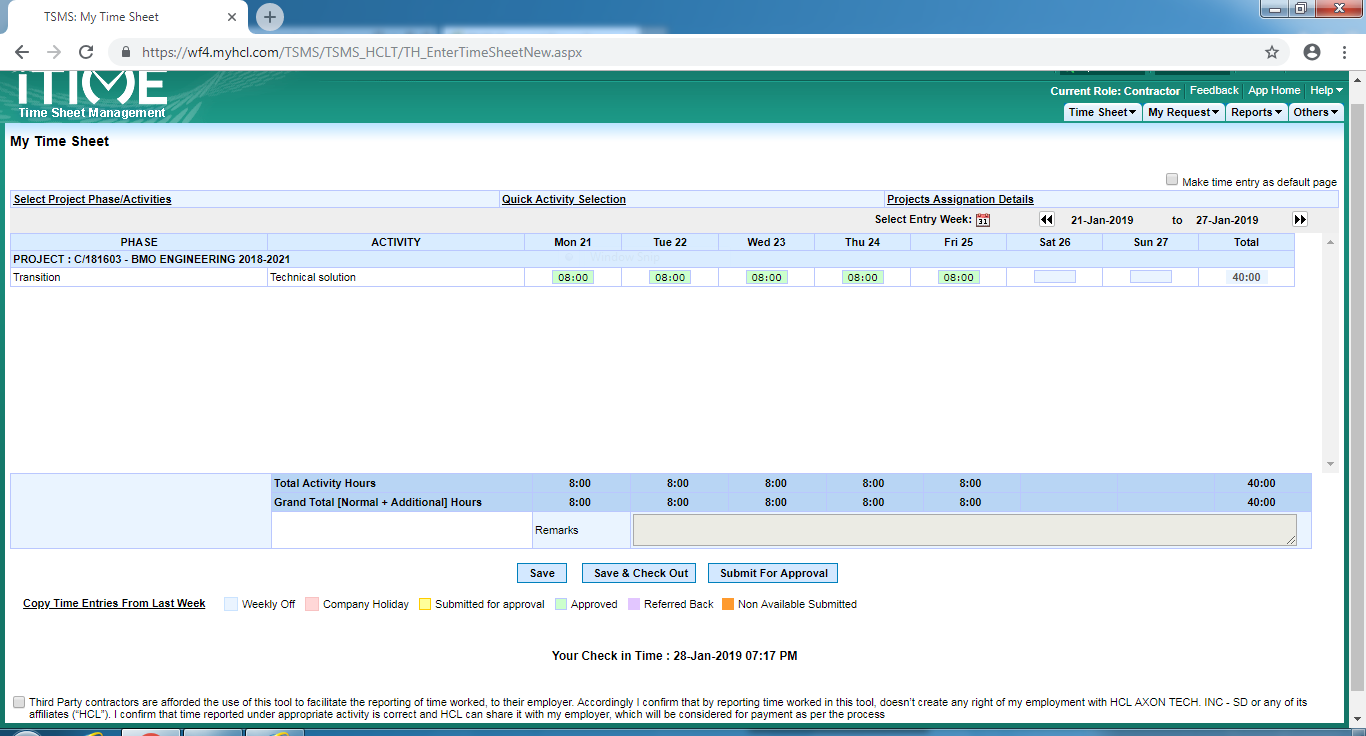 TSMS: My Time Sheet
https://wf4.myhcl.com/TSMS/TSMS_HCLT/TH_EnterTimeSheetNew.aspx
iTIME
Current Role: Contractor Feedback App Home Help
Time Sheet Management
Time Sheet My Request Reports Others
My Time Sheet
Make time entry as default page
Select Project Phase/Activities Quick Activity Selection Projects Assignation Details
Select Entry Week: 31 21-Jan-2019 to 27-Jan-2019
PHASE ACTIVITY Mon 21 Tue 22 Wed 23 Thu 24 Fri 25 Sat 26 Sun 27 Total
PROJECT : C/181603 - BMO ENGINEERING 2018-2021 Window Snip
Transition Technical solution 08:00 08:00 08:00 08:00 08:00 40:00
Total Activity Hours 8:00 8:00 8:00 8:00 8:00 40:00
Grand Total [Normal + Additional] Hours 8:00 8:00 8:00 8:00 8:00 40:00
Remarks
Save Save & Check Out Submit For Approval
Copy Time Entries From Last Week Weekly Off Company Holiday Submitted for approval Approved Referred Back Non Available Submitted
Your Check in Time : 28-Jan-2019 07:17 PM
Third Party contractors are afforded the use of this tool to facilitate the reporting of time worked, to their employer. Accordingly I confirm that by reporting time worked in this tool, doesn't create any right of my employment with HCL AXON TECH. INC - SD or any of its
affiliates (“HCL”). I confirm that time reported under appropriate activity is correct and HCL can share it with my employer, which will be considered for payment as per the process